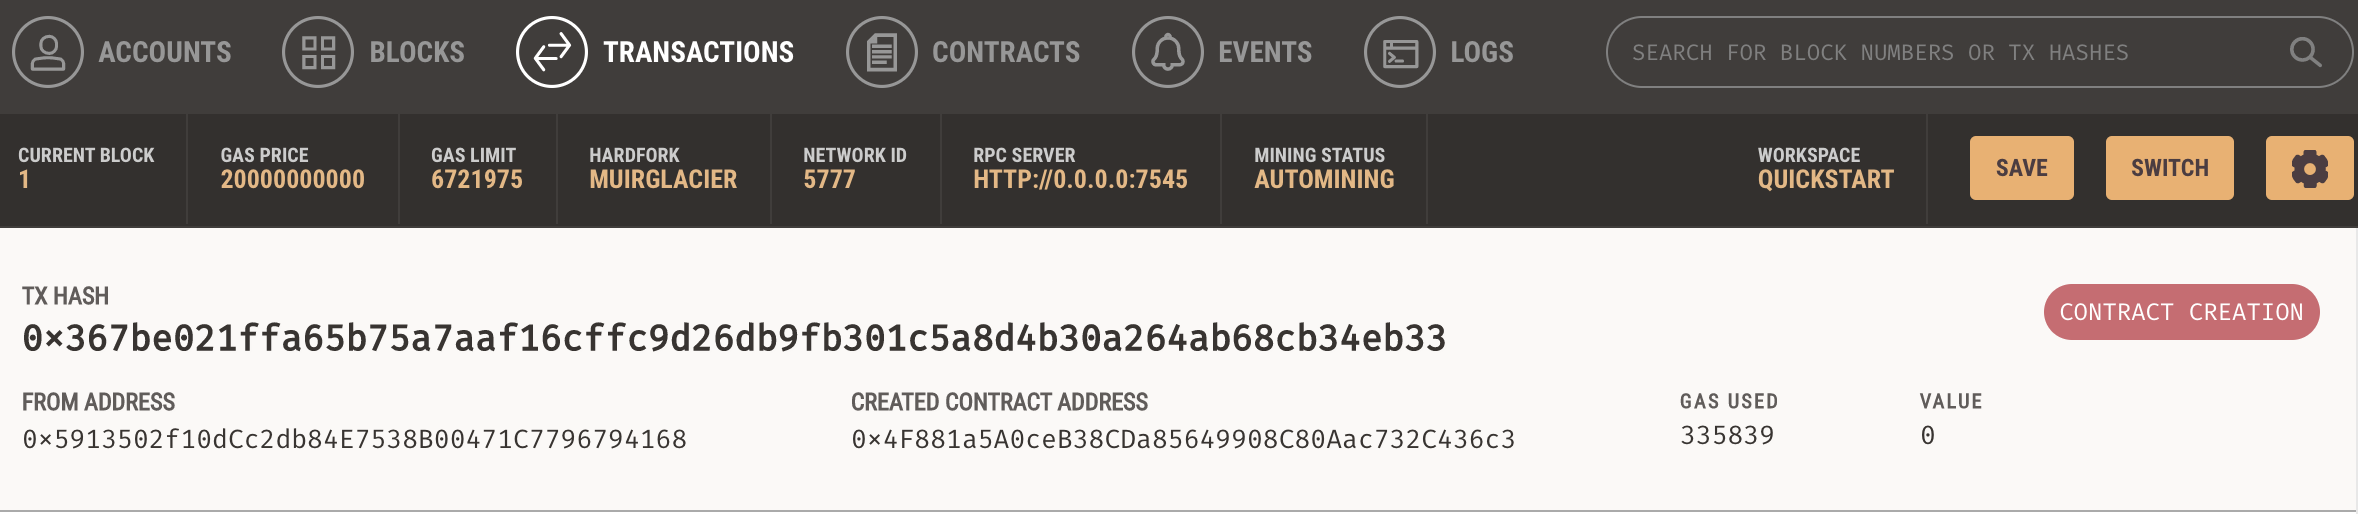 ACCOUNTS BLOCKS TRANSACTIONS CONTRACTS EVENTS LOGS SEARCH FOR BLOCK NUMBERS OR TX HASHES
CURRENT BLOCK GAS PRICE GAS LIMIT HARDFORK NETWORK ID RPC SERVER MINING STATUS WORKSPACE
1 20000000000 6721975 MUIRGLACIER 5777 HTTP://0.0.0.0:7545 AUTOMINING QUICKSTART SAVE SWITCH
TX HASH
0×367be021ffa65b75a7aaf16cffc9d26db9fb301c5a8d4b30a264ab68cb34eb33
CONTRACT CREATION
FROM ADDRESS CREATED CONTRACT ADDRESS GAS USED VALUE
0×5913502f10dCc2db84E7538B00471C7796794168 0×4F881a5A0ceB38CDa85649908C80Aac732C436c3 335839 0